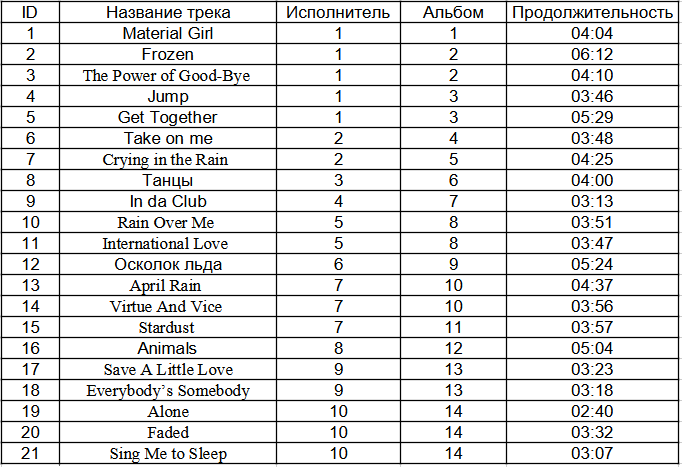 ID Название трека Исполнитель Альбом Продолжительность
1 Material Girl 1 1 04:04
2 Frozen 1 2 06:12
3 The Power of Good-Bye 1 2 04:10
4 Jump 1 3 03:46
5 Get Together 1 3 05:29
6 Take on me 2 4 03:48
7 Crying in the Rain 2 5 04:25
8 Танцы 3 6 04:00
9 In da Club 4 7 03:13
10 Rain Over Me 5 8 03:51
11 International Love 5 8 03:47
12 Осколок льда 6 9 05:24
13 April Rain 7 10 04:37
14 Virtue And Vice 7 10 03:56
15 Stardust 7 11 03:57
16 Animals 8 12 05:04
17 Save A Little Love 9 13 03:23
18 Everybody’s Somebody 9 13 03:18
19 Alone 10 14 02:40
20 Faded 10 14 03:32
21 Sing Me to Sleep 10 14 03:07